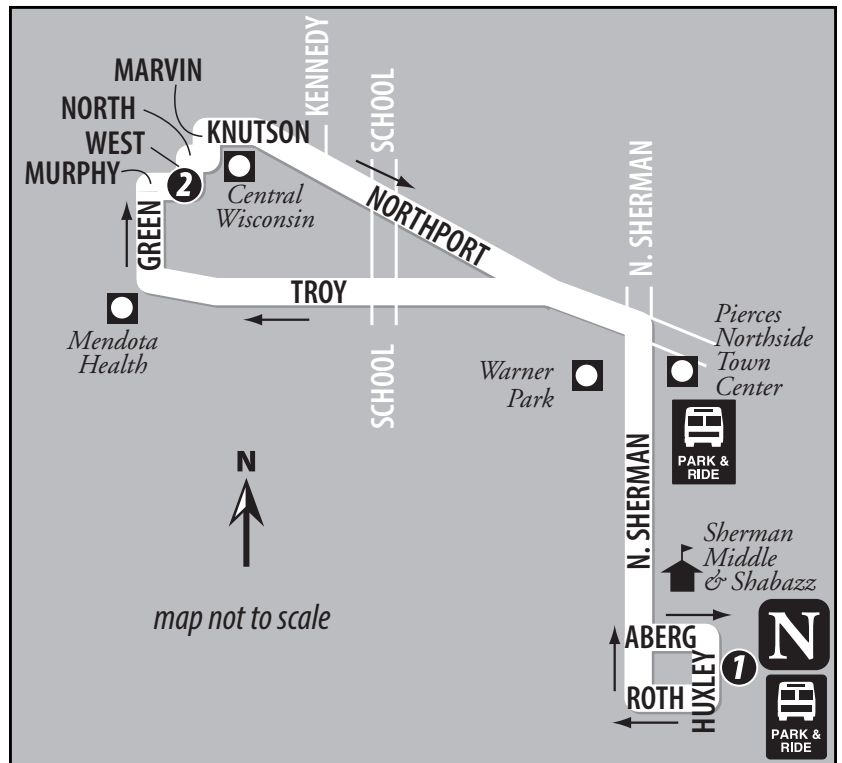 MARVIN
NORTH
WEST
MURPHY
KNUTSON
KENNEDY
SCHOOL
N. SHERMAN
2
Central
Wisconsin
NORTHPORT
GREEN
TROY
Mendota
Health
SCHOOL
Warner
Park
Pierces
Northside
Town
Center
PARK &
RIDE
N
N. SHERMAN
Sherman
Middle
& Shabazz
map not to scale
ABERG
HUXLEY
ROTH
1
N
PARK &
RIDE